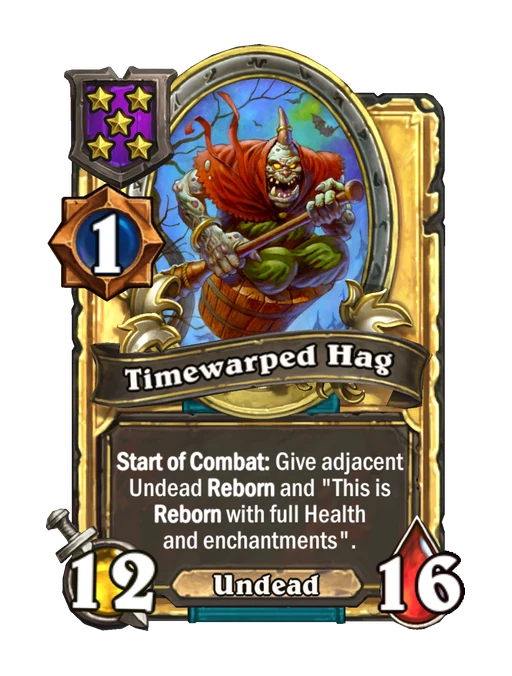 1
Timewarped Hag
Start of Combat: Give adjacent
Undead Reborn and "This is
Reborn with full Health
and enchantments".
12
Undead
16